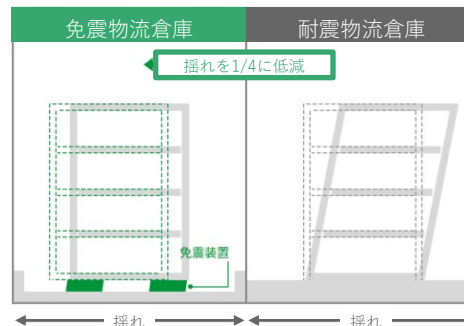 免震物流倉庫
耐震物流倉庫
揺れを1/4に低減
免震装置
揺れ
揺れ